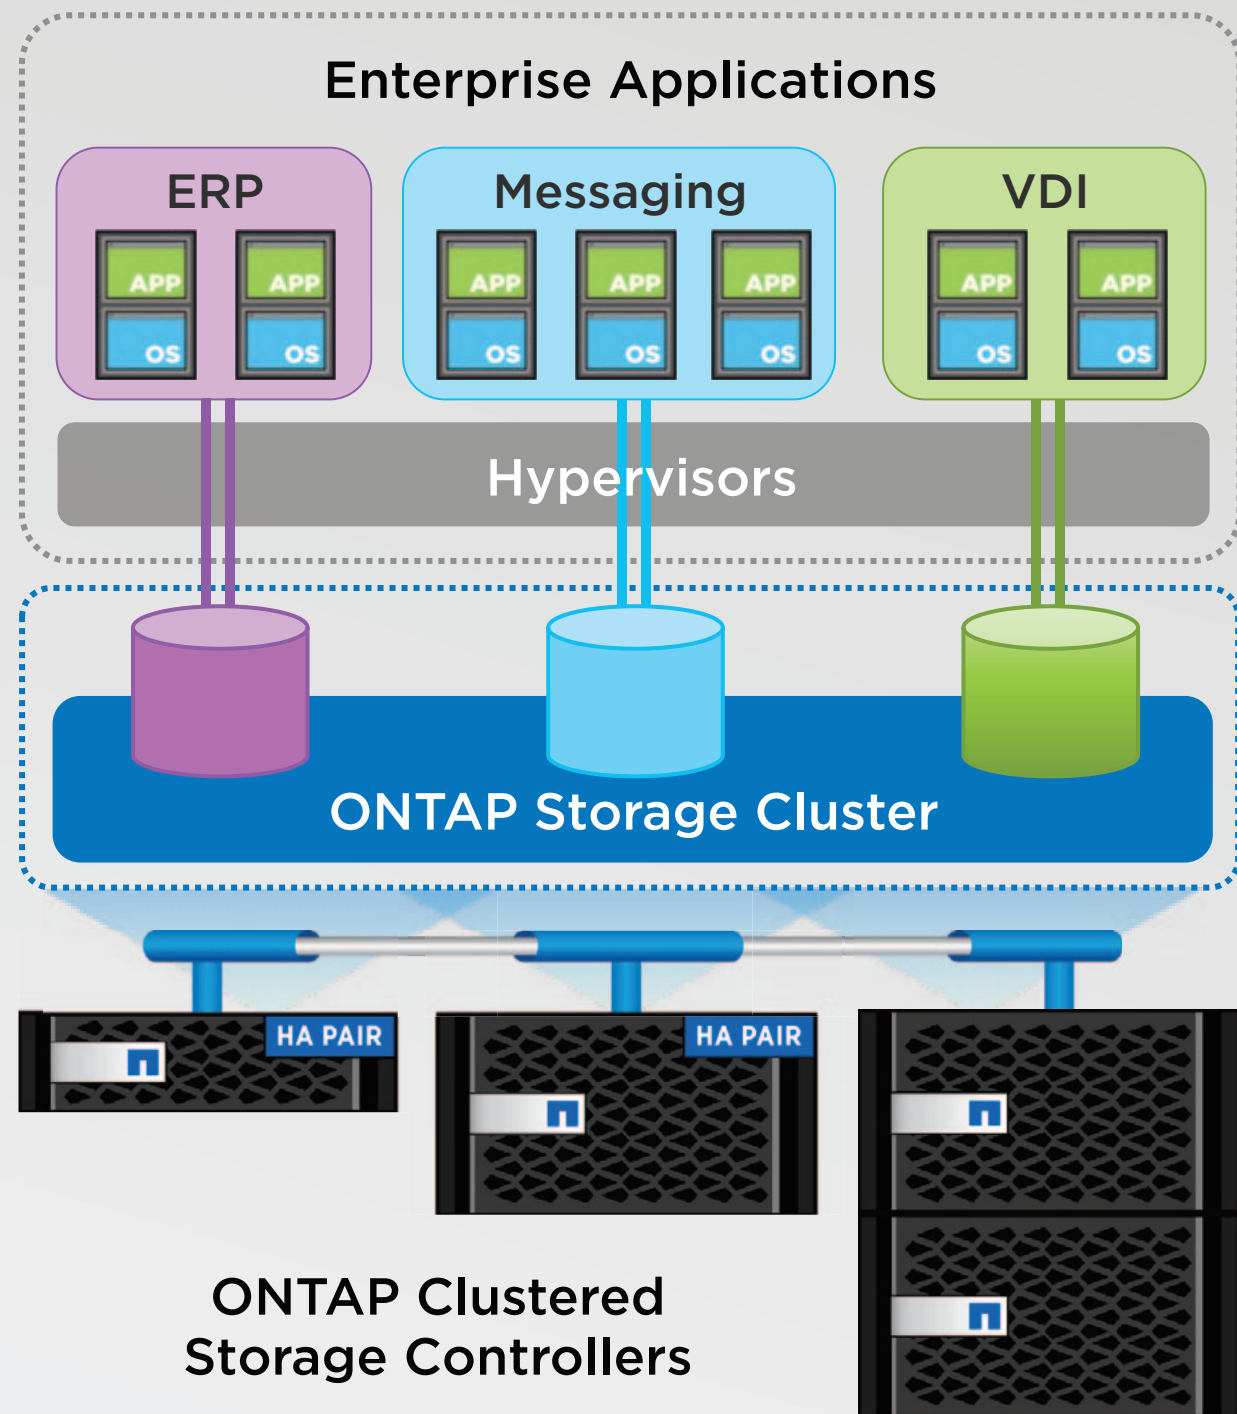 Enterprise Applications
ERP
Messaging
VDI
APP
APP
APP
APP
APP
APP
APP
OS
OS
OS
OS
OS
OS
OS
Hypervisors
ONTAP Storage Cluster
HA PAIR
HA PAIR
ONTAP Clustered
Storage Controllers